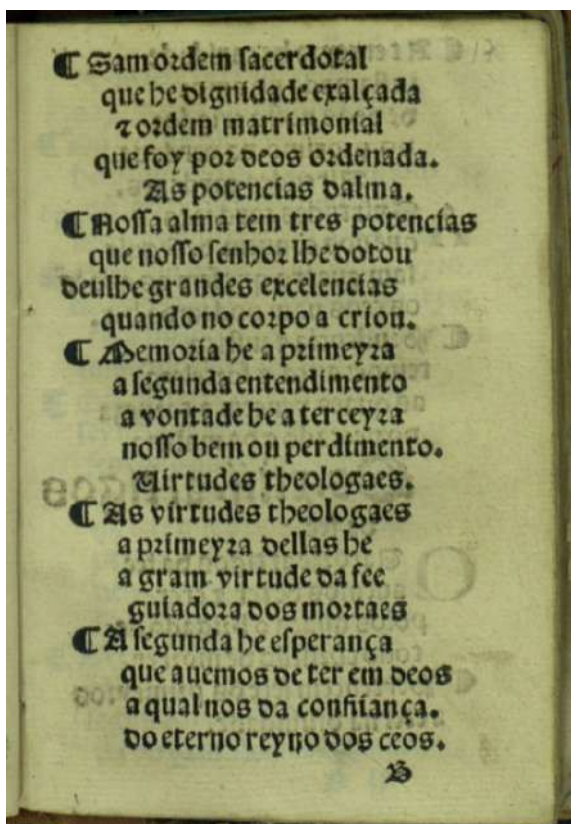 ¶ Sam ordem sacerdotal
que he dignidade exalçada
⁊ ordem matrimonial
que foy por deos ordenada.
As potencias dalma.
¶ Nossa alma tem tres potencias
que nosso senhor lhe dotou
deulhe grandes excelencias
quando no corpo a criou.
¶ Memoria he a primeyra
a segunda entendimento
a vontade he a terceyra
nosso bem ou perdimento.
Uirtudes theologaes.
¶ As virtudes theologaes
a primeyra dellas he
a gram virtude da fee
guiadora dos mortaes
¶ A segunda he esperança
que auemos de ter em deos
a qual nos da confiiança.
do eterno reyno dos ceos.
B